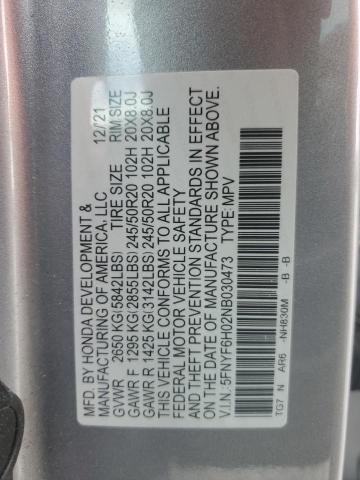 MFD. BY HONDA DEVELOPMENT &
MANUFACTURING OF AMERICA, LLC 12/21
GVWR 2650 KG(5842LBS) TIRE SIZE RIM SIZE
GAWR F 1295 KG(2855LBS) 245/50R20 102H 20X8.0J
GAWR R 1425 KG(3142LBS) 245/50R20 102H 20X8.0J
THIS VEHICLE CONFORMS TO ALL APPLICABLE
FEDERAL MOTOR VEHICLE SAFETY
AND THEFT PREVENTION STANDARDS IN EFFECT
ON THE DATE OF MANUFACTURE SHOWN ABOVE.
V.I.N.:5FNYF6H02NB030473 TYPE:MPV
TG7 N AR6 -NH830M -B -B